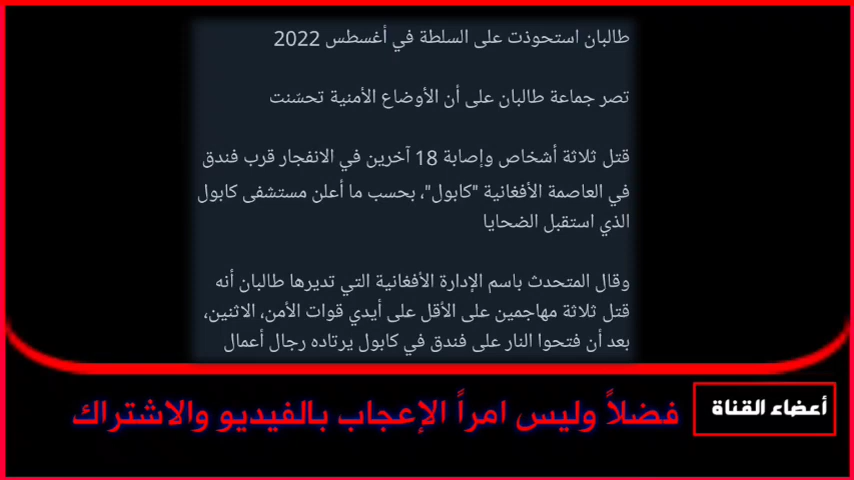 طالبان استحوذت على السلطة في أغسطس 2022
تصر جماعة طالبان على أن الأوضاع الأمنية تحسّنت
قتل ثلاثة أشخاص وإصابة 18 آخرين في الانفجار قرب فندق
في العاصمة الأفغانية "كابول"، بحسب ما أعلن مستشفى كابول
الذي استقبل الضحايا
وقال المتحدث باسم الإدارة الأفغانية التي تديرها طالبان أنه
قتل ثلاثة مهاجمين على الأقل على أيدي قوات الأمن، الاثنين،
بعد أن فتحوا النار على فندق في كابول يرتاده رجال أعمال
أعضاء القناة
فضلاً وليس امراً الإعجاب بالفيديو والاشتراك